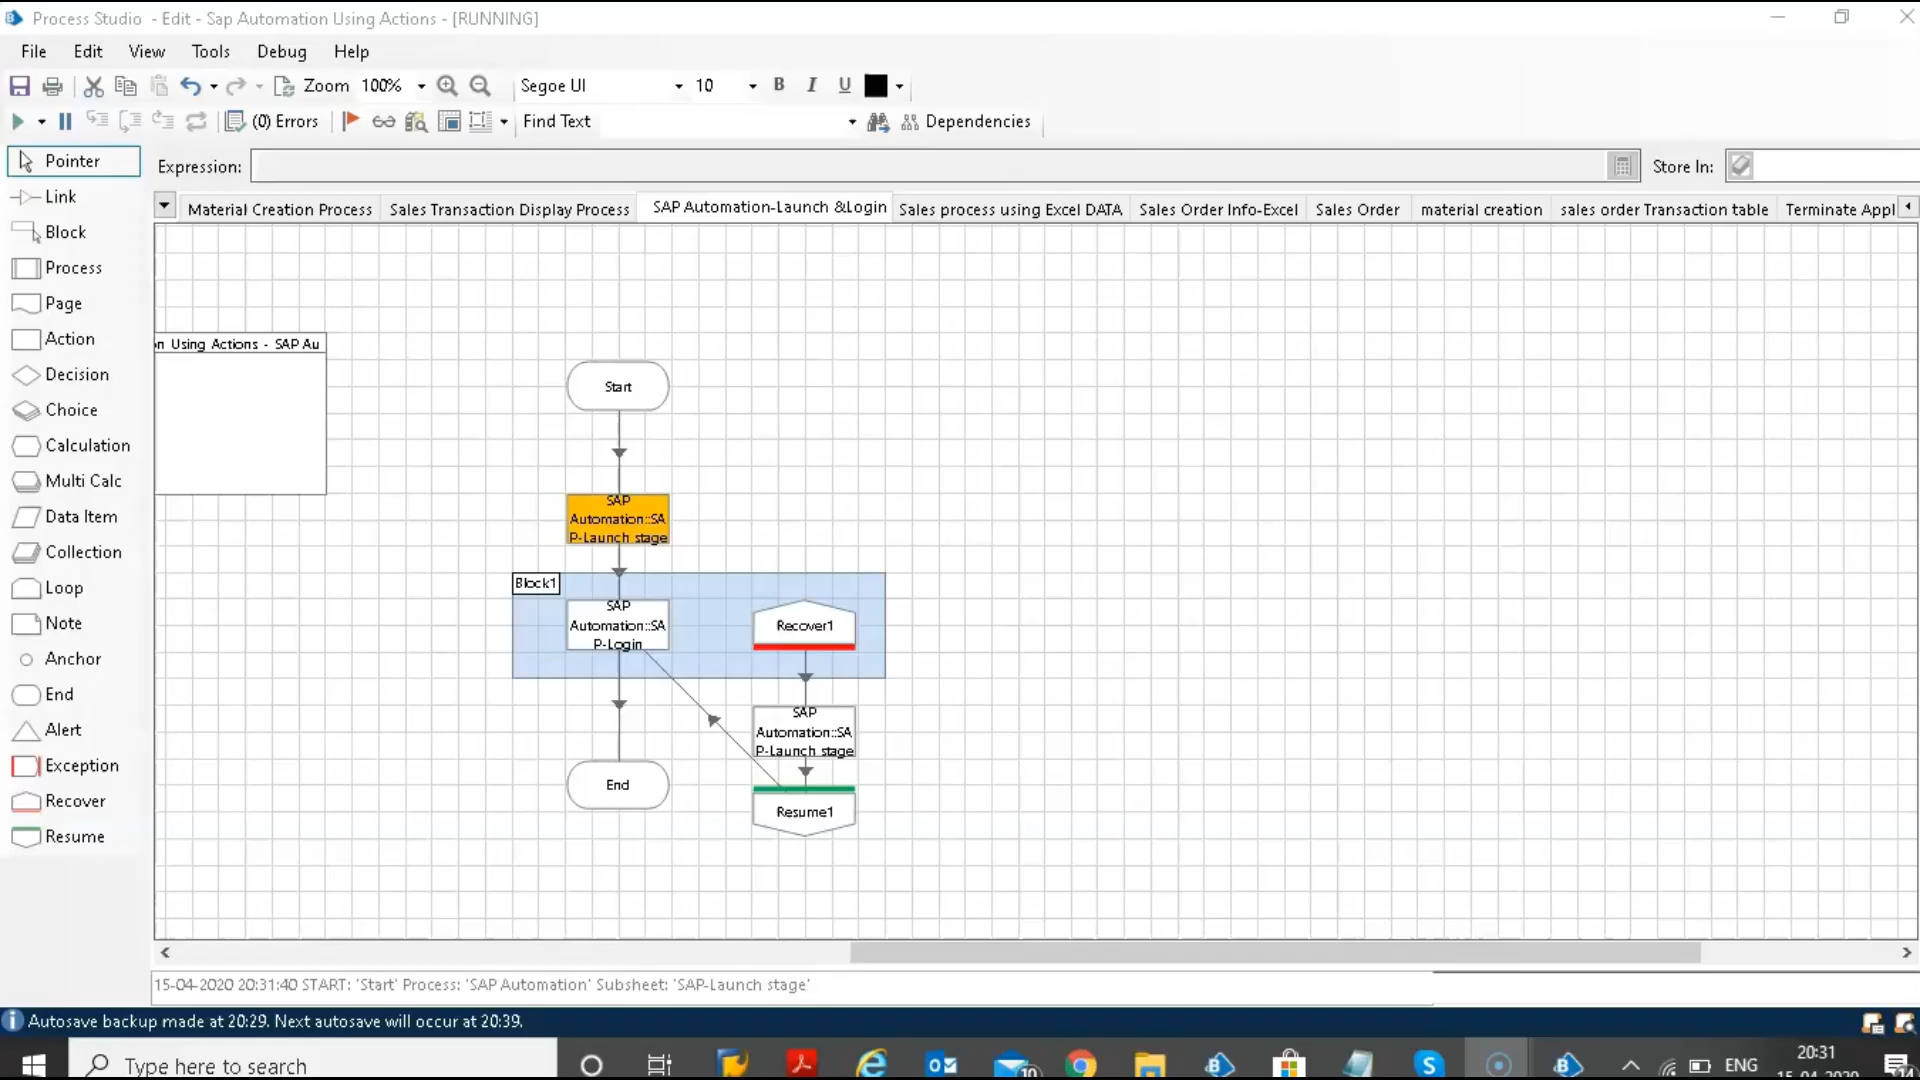 Process Studio - Edit - Sap Automation Using Actions - [RUNNING]
File Edit View Tools Debug Help
Zoom 100% Segoe UI 10 B I U
(0) Errors Find Text Dependencies
Pointer
Expression: Store In:
Link
Material Creation Process Sales Transaction Display Process SAP Automation-Launch &Login Sales process using Excel DATA Sales Order Info-Excel Sales Order material creation sales order Transaction table Terminate Appl
Block
Process
Page
Action
Decision
Choice
Calculation
Multi Calc
Data Item
Collection
Loop
Note
Anchor
End
Alert
Exception
Recover
Resume
n Using Actions - SAP Au
Start
SAP
Automation::SA
P-Launch stage
Block1
SAP
Automation::SA
P-Login
Recover1
SAP
Automation::SA
P-Launch stage
End
Resume1
15-04-2020 20:31:40 START: 'Start' Process: 'SAP Automation' Subsheet: 'SAP-Launch stage'
Autosave backup made at 20:29. Next autosave will occur at 20:39.
Type here to search
10
ENG
20:31
15-04-2020
14